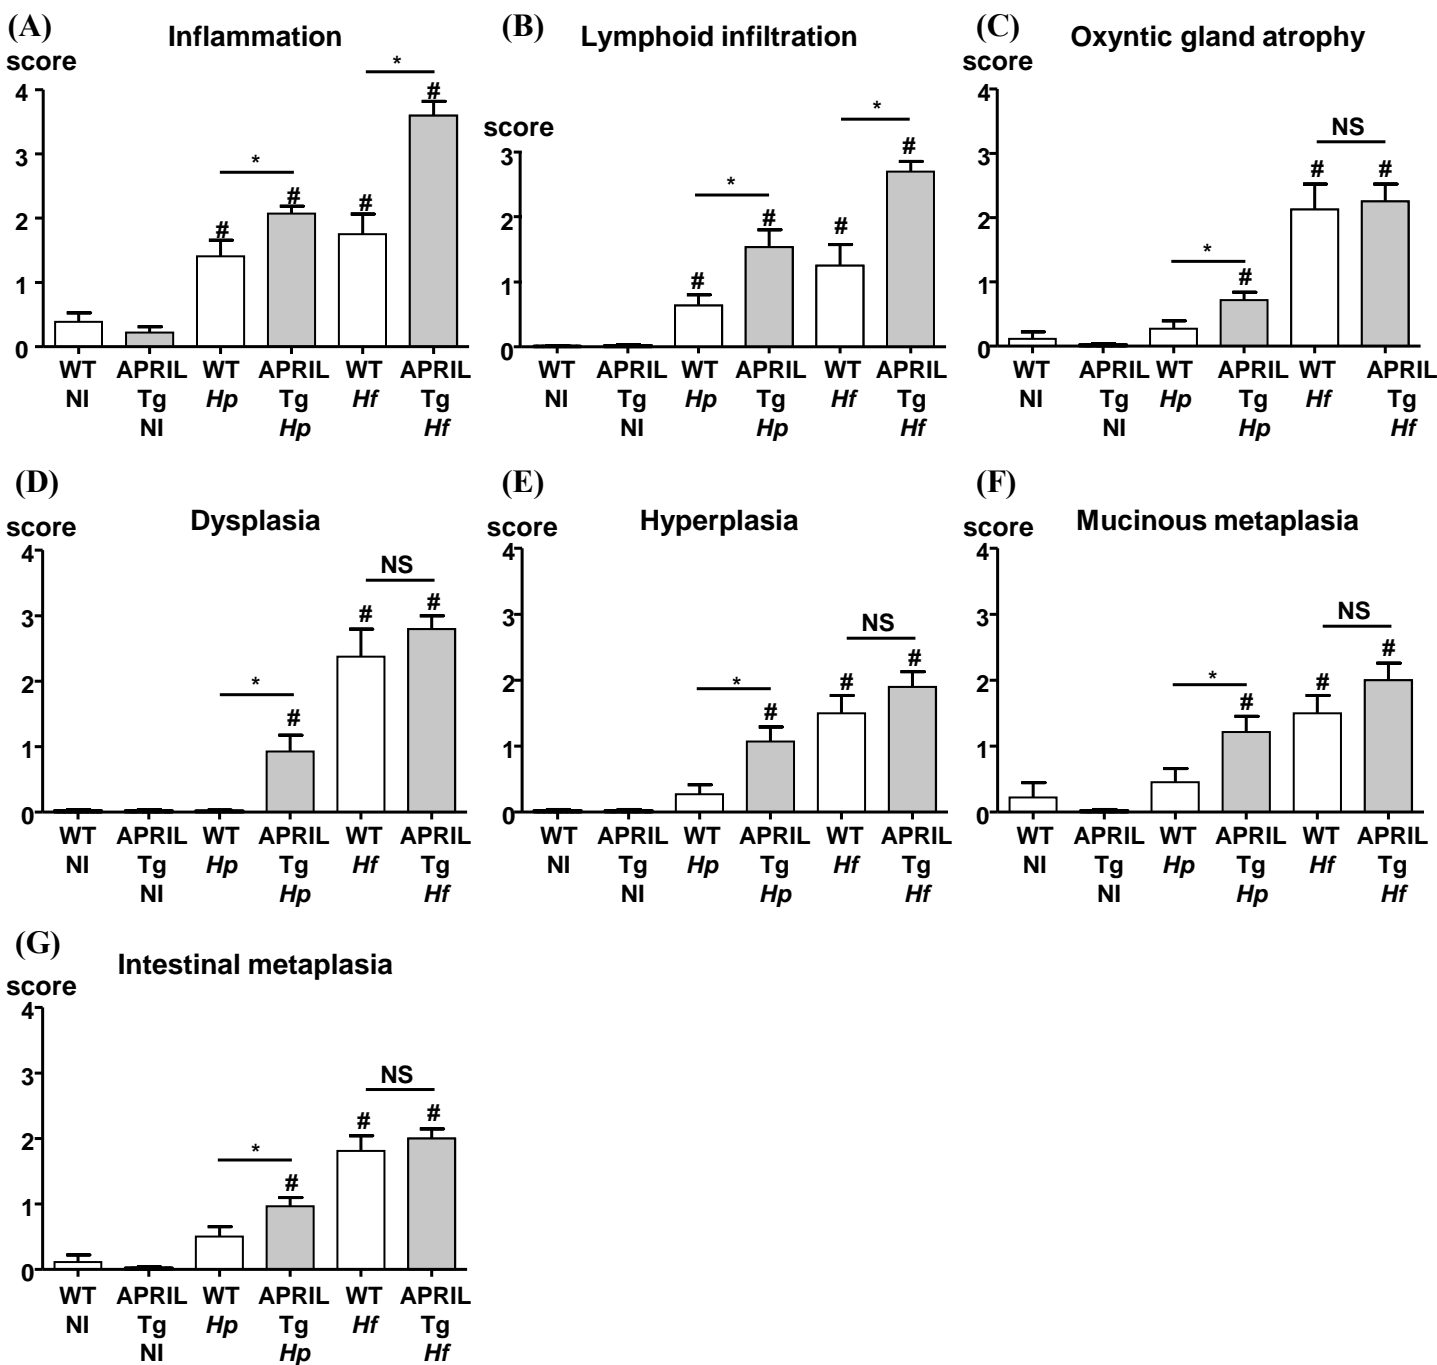 (A)
Inflammation
score
*
#
4
3
*
#
#
2
#
1
0
WT APRIL WT APRIL WT APRIL
NI Tg Hp Tg Hf Tg
NI Hp Hf
(B)
Lymphoid infiltration
score
*
#
3
*
#
#
2
#
1
0
WT APRIL WT APRIL WT APRIL
NI Tg Hp Tg Hf Tg
NI Hp Hf
(C)
Oxyntic gland atrophy
score
4
NS
3
# #
2
*
#
1
0
WT APRIL WT APRIL WT APRIL
NI Tg Hp Tg Hf Tg
NI Hp Hf
(D)
Dysplasia
score
4
NS
3
# #
2
*
#
1
0
WT APRIL WT APRIL WT APRIL
NI Tg Hp Tg Hf Tg
NI Hp Hf
(E)
Hyperplasia
score
4
3
NS
#
2
* #
#
1
0
WT APRIL WT APRIL WT APRIL
NI Tg Hp Tg Hf Tg
NI Hp Hf
(F)
Mucinous metaplasia
score
4
3
NS
#
2
* #
#
1
0
WT APRIL WT APRIL WT APRIL
NI Tg Hp Tg Hf Tg
NI Hp Hf
(G)
Intestinal metaplasia
score
4
3
NS
# #
2
*
#
1
0
WT APRIL WT APRIL WT APRIL
NI Tg Hp Tg Hf Tg
NI Hp Hf